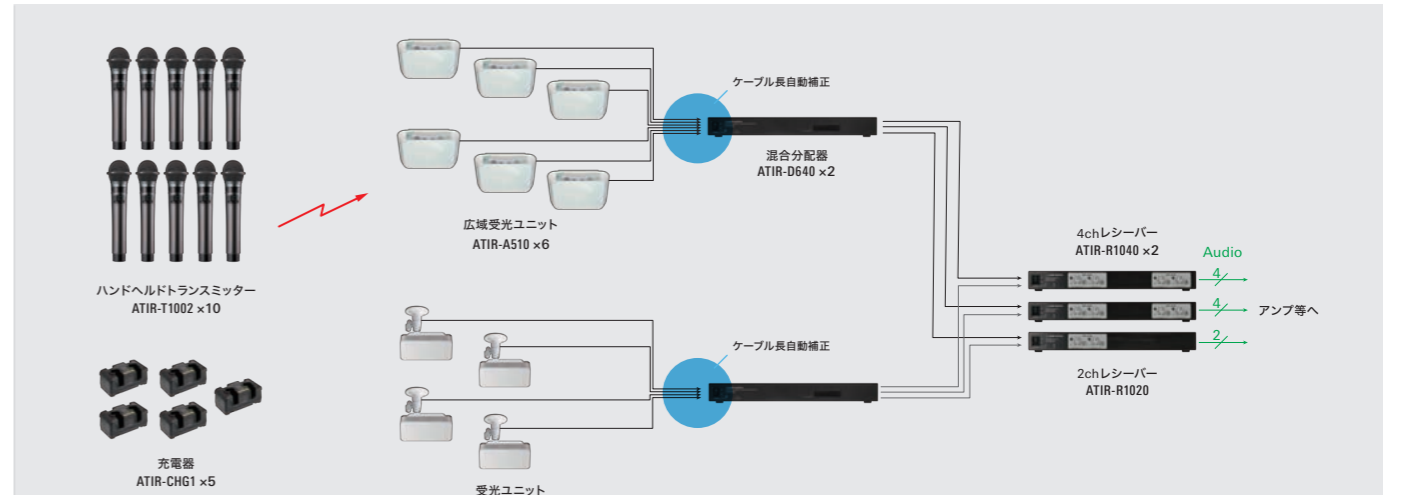 ケーブル長自動補正
混合分配器
ATIR-D640 ×2
広域受光ユニット
ATIR-A510 ×6
ハンドヘルドトランスミッター
ATIR-T1002 ×10
4chレシーバー
ATIR-R1040 ×2
Audio
4
4
アンプ等へ
2
2chレシーバー
ATIR-R1020
ケーブル長自動補正
充電器
ATIR-CHG1 ×5
受光ユニット